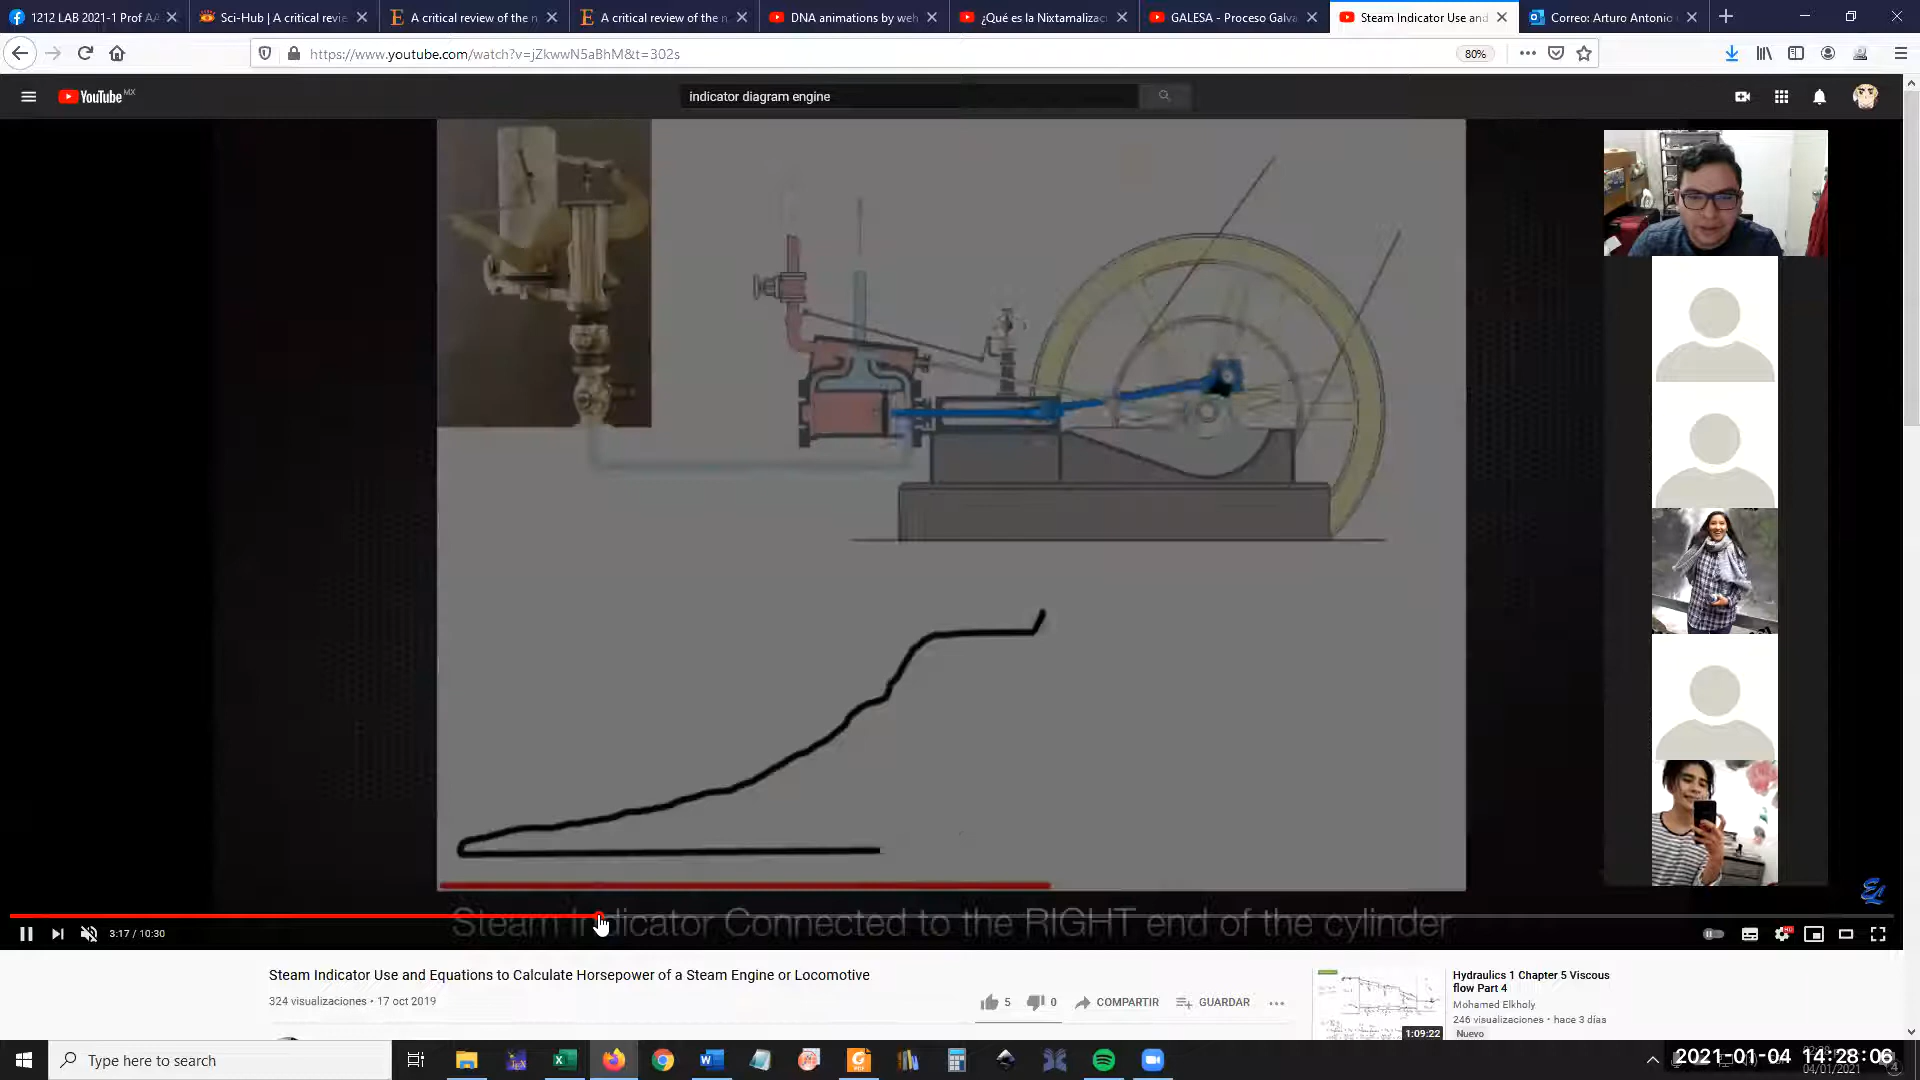 1212 LAB 2021-1 Prof AA
Sci-Hub | A critical revie
A critical review of the n
A critical review of the n
DNA animations by weh
¿Qué es la Nixtamalizac
GALESA - Proceso Galva
Steam Indicator Use and
Correo: Arturo Antonio
https://www.youtube.com/watch?v=jZkwwN5aBhM&t=302s
80%
YouTube MX
indicator diagram engine
Steam Indicator Connected to the RIGHT end of the cylinder
3:17 / 10:30
Steam Indicator Use and Equations to Calculate Horsepower of a Steam Engine or Locomotive
324 visualizaciones • 17 oct 2019
5
0
COMPARTIR
GUARDAR
Hydraulics 1 Chapter 5 Viscous
flow Part 4
Mohamed Elkholy
246 visualizaciones • hace 3 días
Nuevo
1:09:22
Type here to search
2021-01-04 14:28:06
04/01/2021